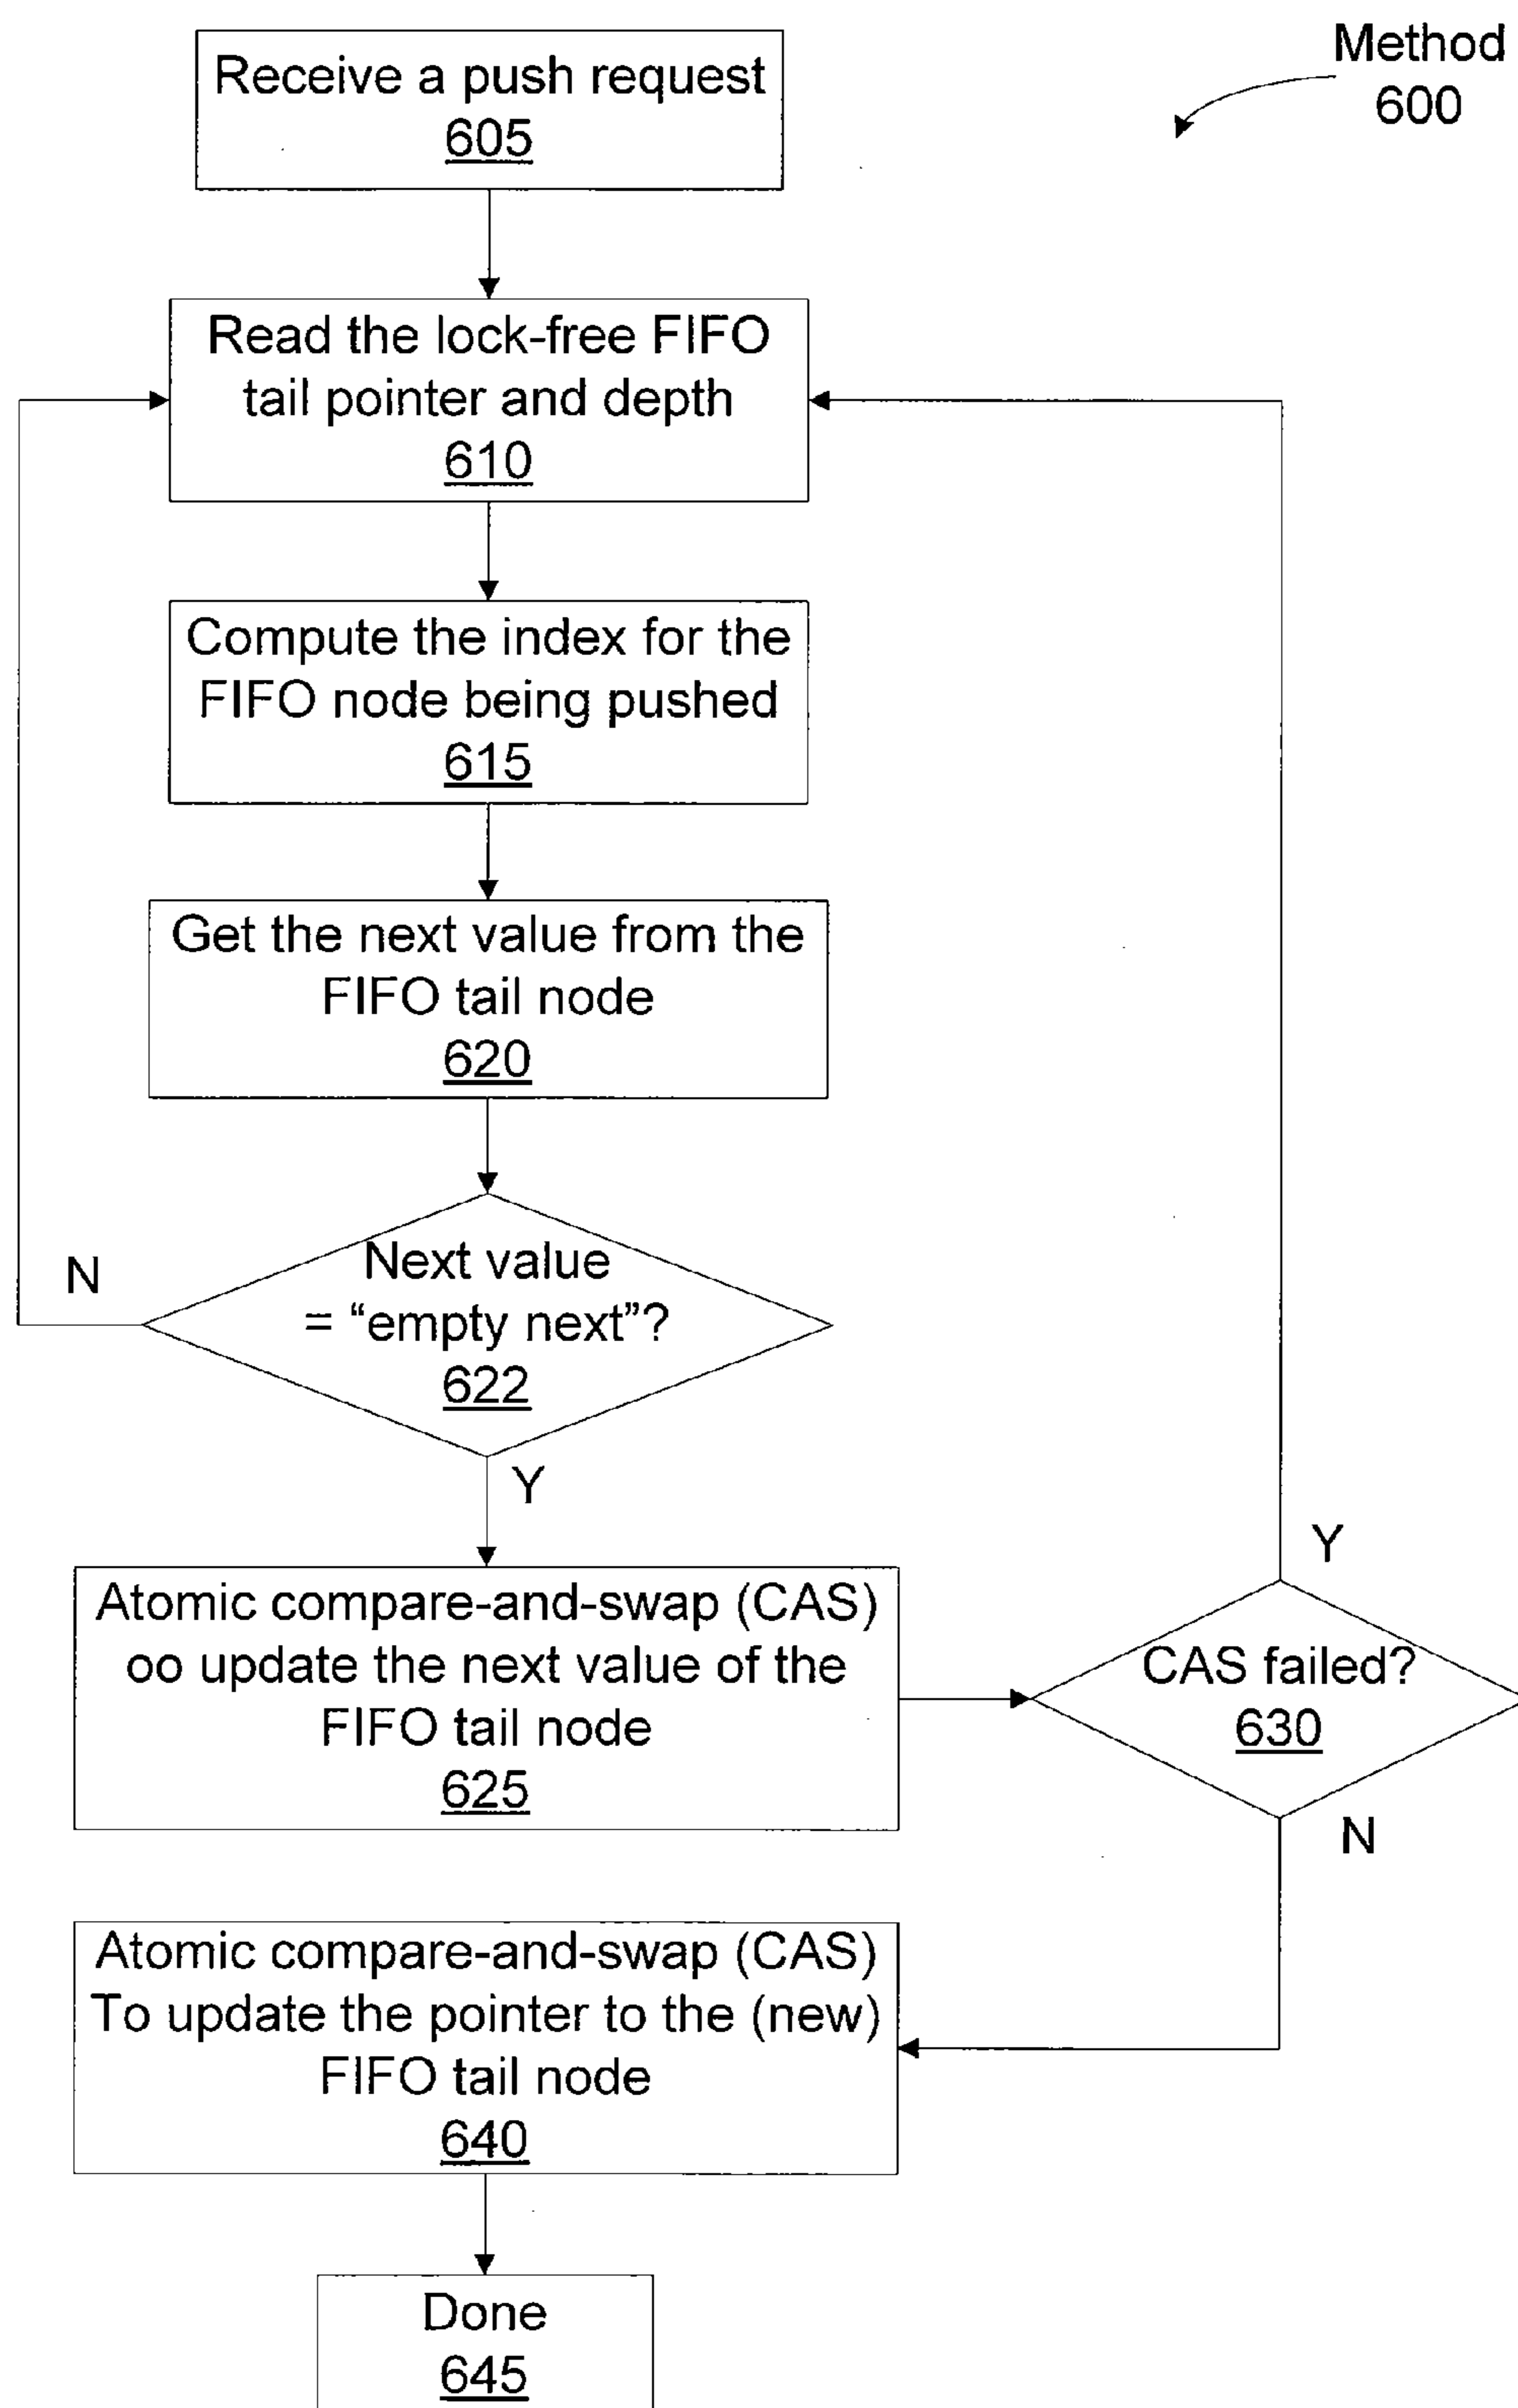 Method
600
Receive a push request
605
Read the lock-free FIFO
tail pointer and depth
610
Compute the index for the
FIFO node being pushed
615
Get the next value from the
FIFO tail node
620
Next value
= “empty next”?
622
N
Y
Atomic compare-and-swap (CAS)
oo update the next value of the
FIFO tail node
625
Y
CAS failed?
630
N
Atomic compare-and-swap (CAS)
To update the pointer to the (new)
FIFO tail node
640
Done
645